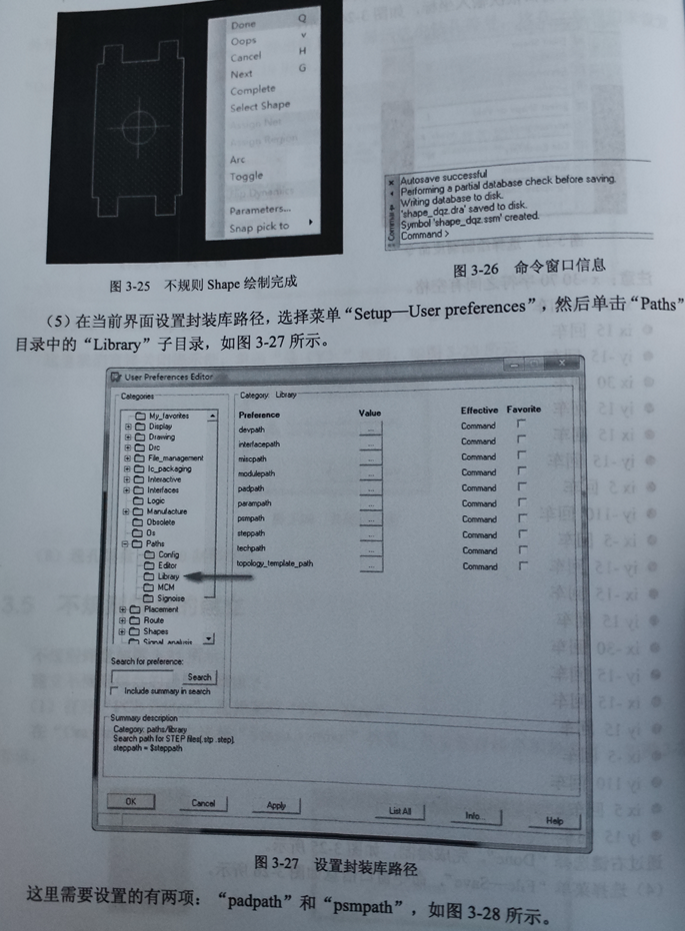 Done Q
Oops v
Cancel H
Next G
Complete
Select Shape
Assign Net
Assign Region
Arc
Toggle
Parameters...
Snap pick to
Autosave successful
Performing a partial database check before saving.
Writing database to disk.
'shape_dqz.dra' saved to disk.
Symbol 'shape_dqz.ssm' created.
Command >
图 3-25 不规则 Shape 绘制完成
图 3-26 命令窗口信息
（5）在当前界面设置封装库路径，选择菜单“Setup—User preferences”，然后单击“Paths”
目录中的“Library”子目录，如图 3-27 所示。
User Preferences Editor
Categories
My_favorites
Display
Drawing
Drc
File_management
Ic_packaging
Interactive
Interfaces
Logic
Manufacture
Obsolete
Os
Paths
Config
Editor
Library
MCM
Signoise
Placement
Route
Shapes
Signal_analysis
Search for preference:
Search
Include summary in search
Category: Library
Preference Value Effective Favorite
devpath ... Command
interfacepath ... Command
miscpath ... Command
modulepath ... Command
padpath ... Command
parampath ... Command
psmpath ... Command
steppath ... Command
techpath ... Command
topology_template_path ... Command
Summary description
Category: paths/library
Search path for STEP files(.stp .step).
steppath = $steppath
OK Cancel Apply List All Info... Help
图 3-27 设置封装库路径
这里需要设置的有两项：“padpath”和“psmpath”，如图 3-28 所示。